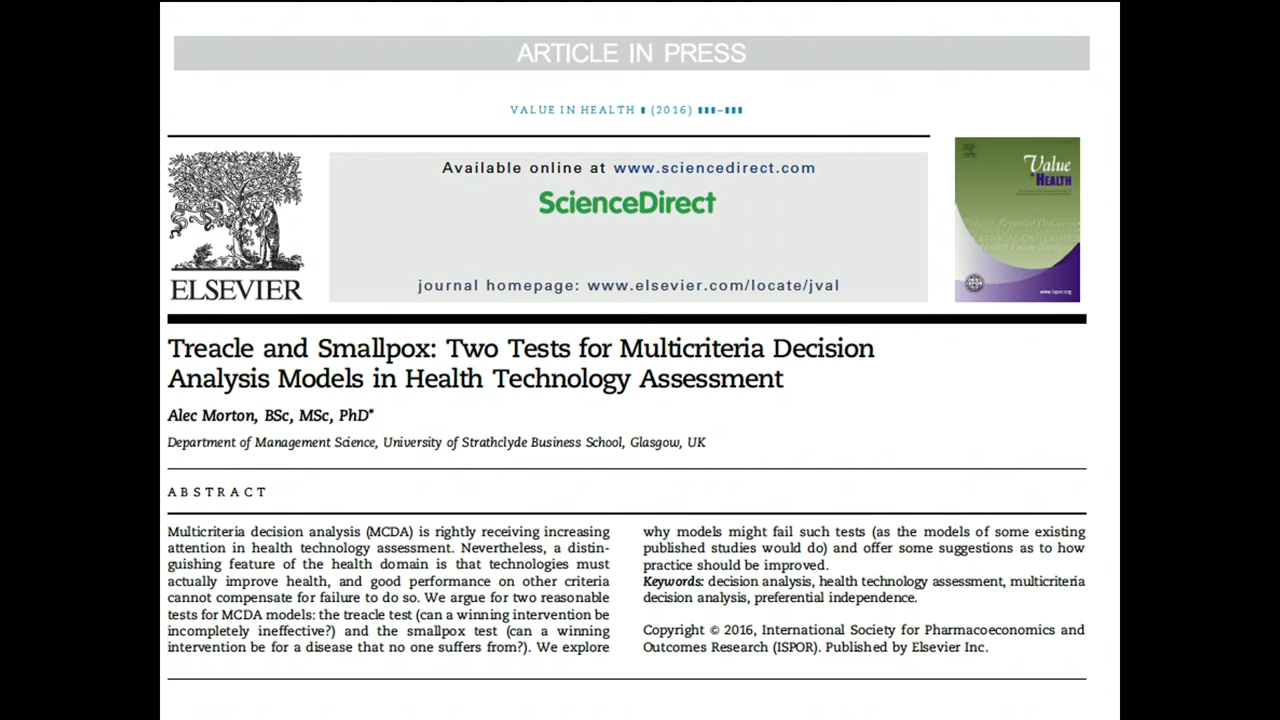 ARTICLE IN PRESS
VALUE IN HEALTH ▮ (2016) ▮▮▮–▮▮▮
Available online at www.sciencedirect.com
ScienceDirect
journal homepage: www.elsevier.com/locate/jval
ELSEVIER
Value
HEALTH
www.ispor.org
Treacle and Smallpox: Two Tests for Multicriteria Decision
Analysis Models in Health Technology Assessment
Alec Morton, BSc, MSc, PhD*
Department of Management Science, University of Strathclyde Business School, Glasgow, UK
ABSTRACT
Multicriteria decision analysis (MCDA) is rightly receiving increasing
attention in health technology assessment. Nevertheless, a distin-
guishing feature of the health domain is that technologies must
actually improve health, and good performance on other criteria
cannot compensate for failure to do so. We argue for two reasonable
tests for MCDA models: the treacle test (can a winning intervention be
incompletely ineffective?) and the smallpox test (can a winning
intervention be for a disease that no one suffers from?). We explore
why models might fail such tests (as the models of some existing
published studies would do) and offer some suggestions as to how
practice should be improved.
Keywords: decision analysis, health technology assessment, multicriteria
decision analysis, preferential independence.
Copyright © 2016, International Society for Pharmacoeconomics and
Outcomes Research (ISPOR). Published by Elsevier Inc.